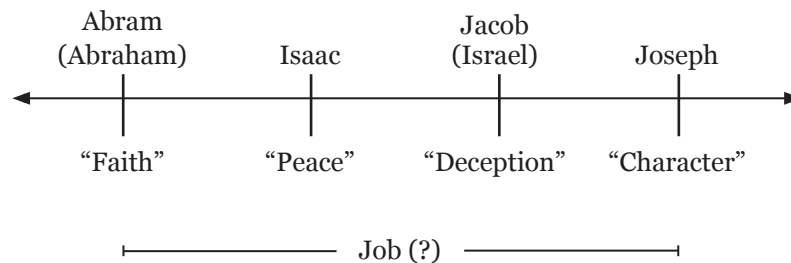 Abram
(Abraham)
Isaac
Jacob
(Israel)
Joseph
“Faith”
“Peace”
“Deception”
“Character”
Job (?)